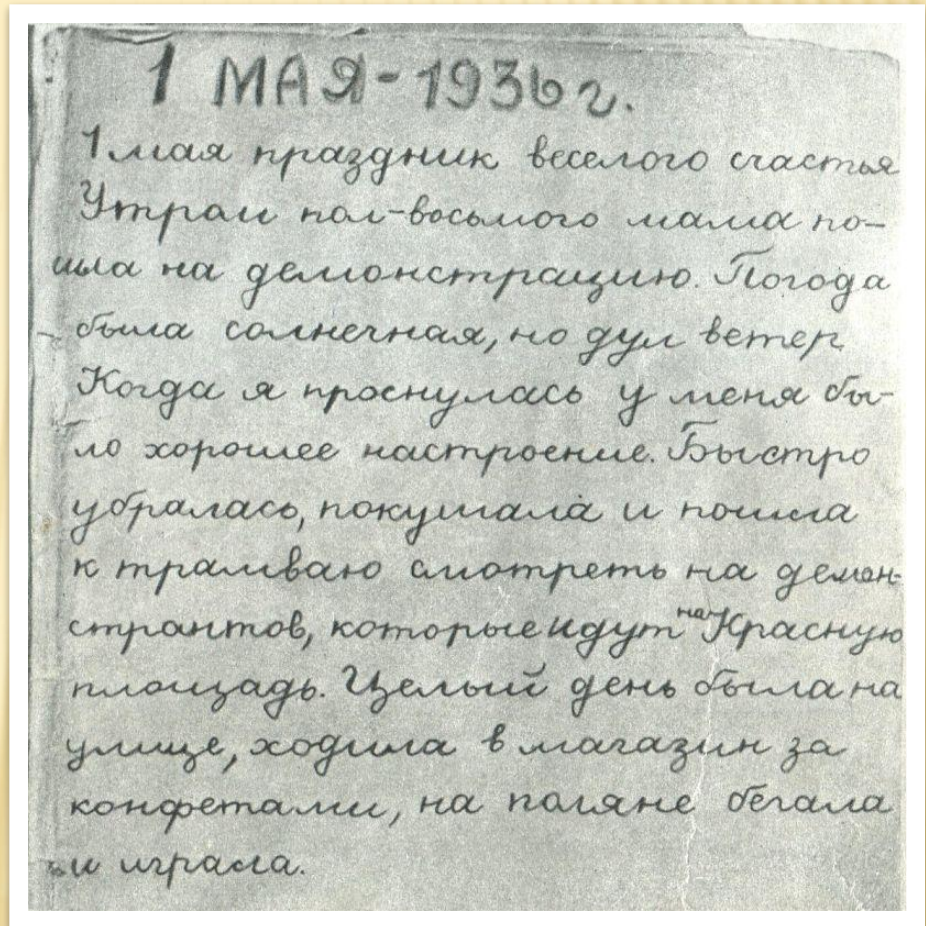 1 МАЯ-1936 г.
1 мая праздник веселого счастья
Утром пол-восьмого мама по-
шла на демонстрацию. Погода
была солнечная, но дул ветер
Когда я проснулась у меня бы-
ло хорошее настроение. Быстро
убралась, покушала и пошла
к трамваю смотреть на демон-
странтов, которые идут на Красную
площадь. Целый день была на
улице, ходила в магазин за
конфетами, на поляне бегала
и играла.